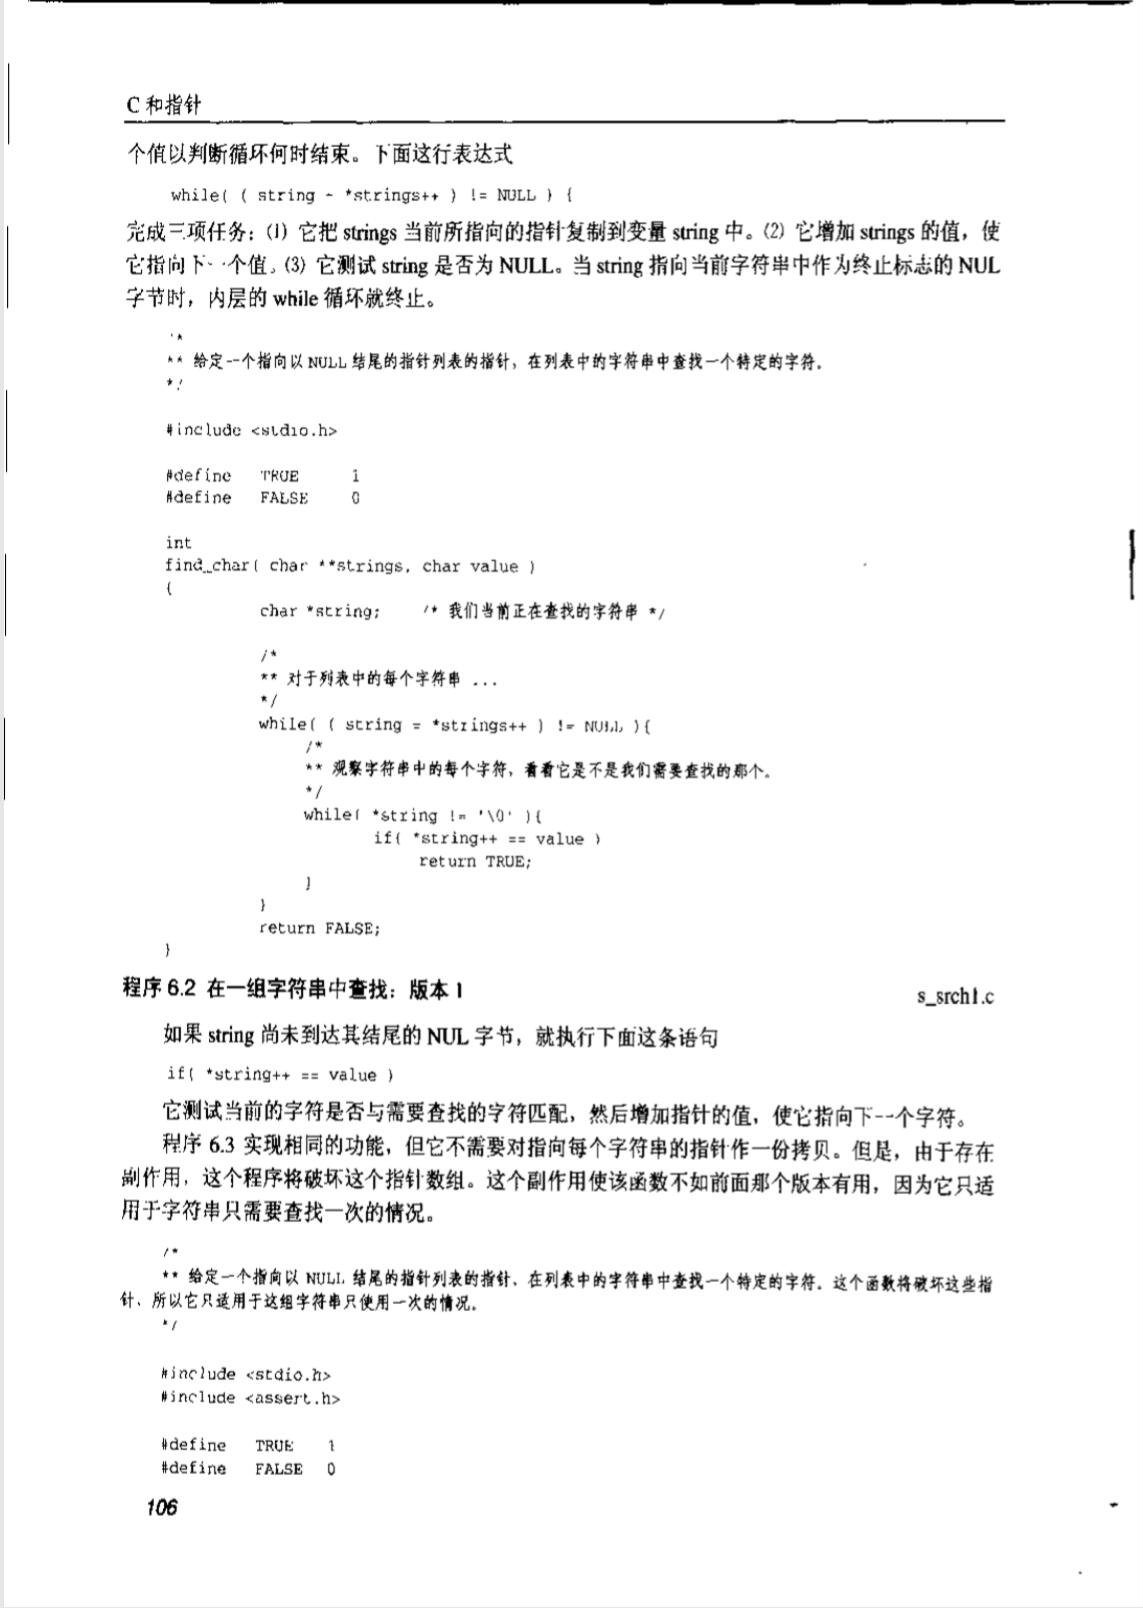 C 和指针
个值以判断循环何时结束。下面这行表达式
while( ( string = *strings++ ) != NULL ) {
完成三项任务：(1) 它把 strings 当前所指向的指针复制到变量 string 中。(2) 它增加 strings 的值，使
它指向下一个值。(3) 它测试 string 是否为 NULL。当 string 指向当前字符串中作为终止标志的 NUL
字节时，内层的 while 循环就终止。
/*
** 给定一个指向以 NULL 结尾的指针列表的指针，在列表中的字符串中查找一个特定的字符．
*/
#include <stdio.h>
#define TRUE 1
#define FALSE 0
int
find_char( char **strings, char value )
{
char *string; /* 我们当前正在查找的字符串 */
/*
** 对于列表中的每个字符串 ...
*/
while( ( string = *strings++ ) != NULL ){
/*
** 观察字符串中的每个字符，看看它是不是我们需要查找的那个。
*/
while( *string != '\0' ){
if( *string++ == value )
return TRUE;
}
}
return FALSE;
}
程序 6.2 在一组字符串中查找：版本 1
s_srch1.c
如果 string 尚未到达其结尾的 NUL 字节，就执行下面这条语句
if( *string++ == value )
它测试当前的字符是否与需要查找的字符匹配，然后增加指针的值，使它指向下一个字符。
程序 6.3 实现相同的功能，但它不需要对指向每个字符串的指针作一份拷贝。但是，由于存在
副作用，这个程序将破坏这个指针数组。这个副作用使该函数不如前面那个版本有用，因为它只适
用于字符串只需要查找一次的情况。
/*
** 给定一个指向以 NULL 结尾的指针列表的指针，在列表中的字符串中查找一个特定的字符．这个函数将破坏这些指
针，所以它只适用于这组字符串只使用一次的情况．
*/
#include <stdio.h>
#include <assert.h>
#define TRUE 1
#define FALSE 0
106